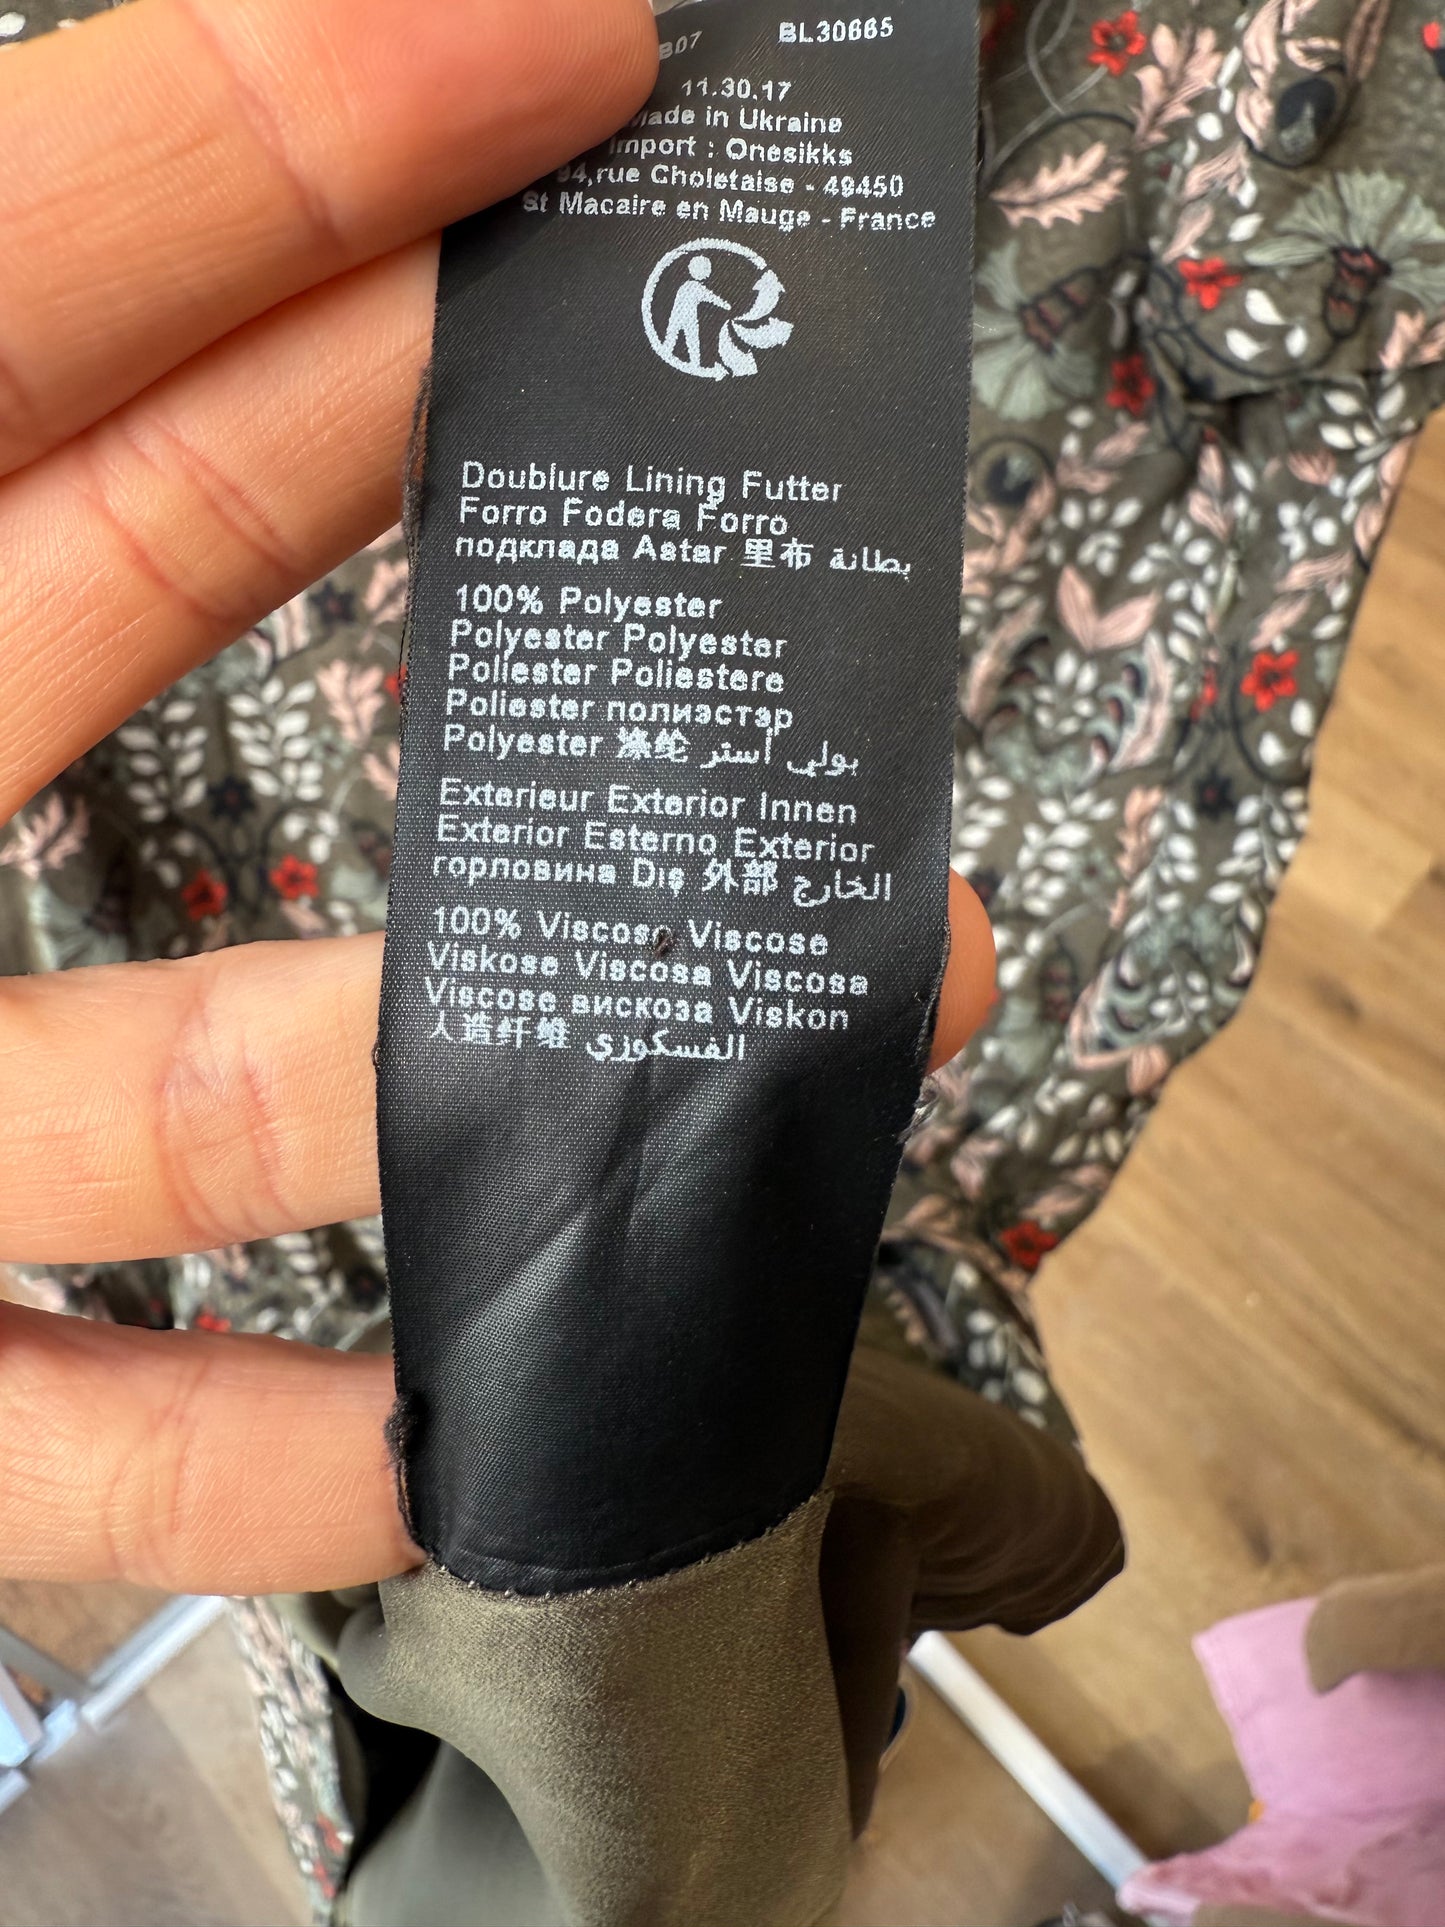 B07 BL30665
11.30.17
Made in Ukraine
Import : Onesikks
94,rue Choletaise - 49450
St Macaire en Mauge - France
Doublure Lining Futter
Forro Fodera Forro
подклада Astar 里布 بطانة
100% Polyester
Polyester Polyester
Poliester Poliestere
Poliester полиэстэр
Polyester 涤纶 بولي أستر
Exterieur Exterior Innen
Exterior Esterno Exterior
горловина Dış 外部 الخارج
100% Viscose Viscose
Viskose Viscosa Viscosa
Viscose вискоза Viskon
人造纤维 الفسكوزي